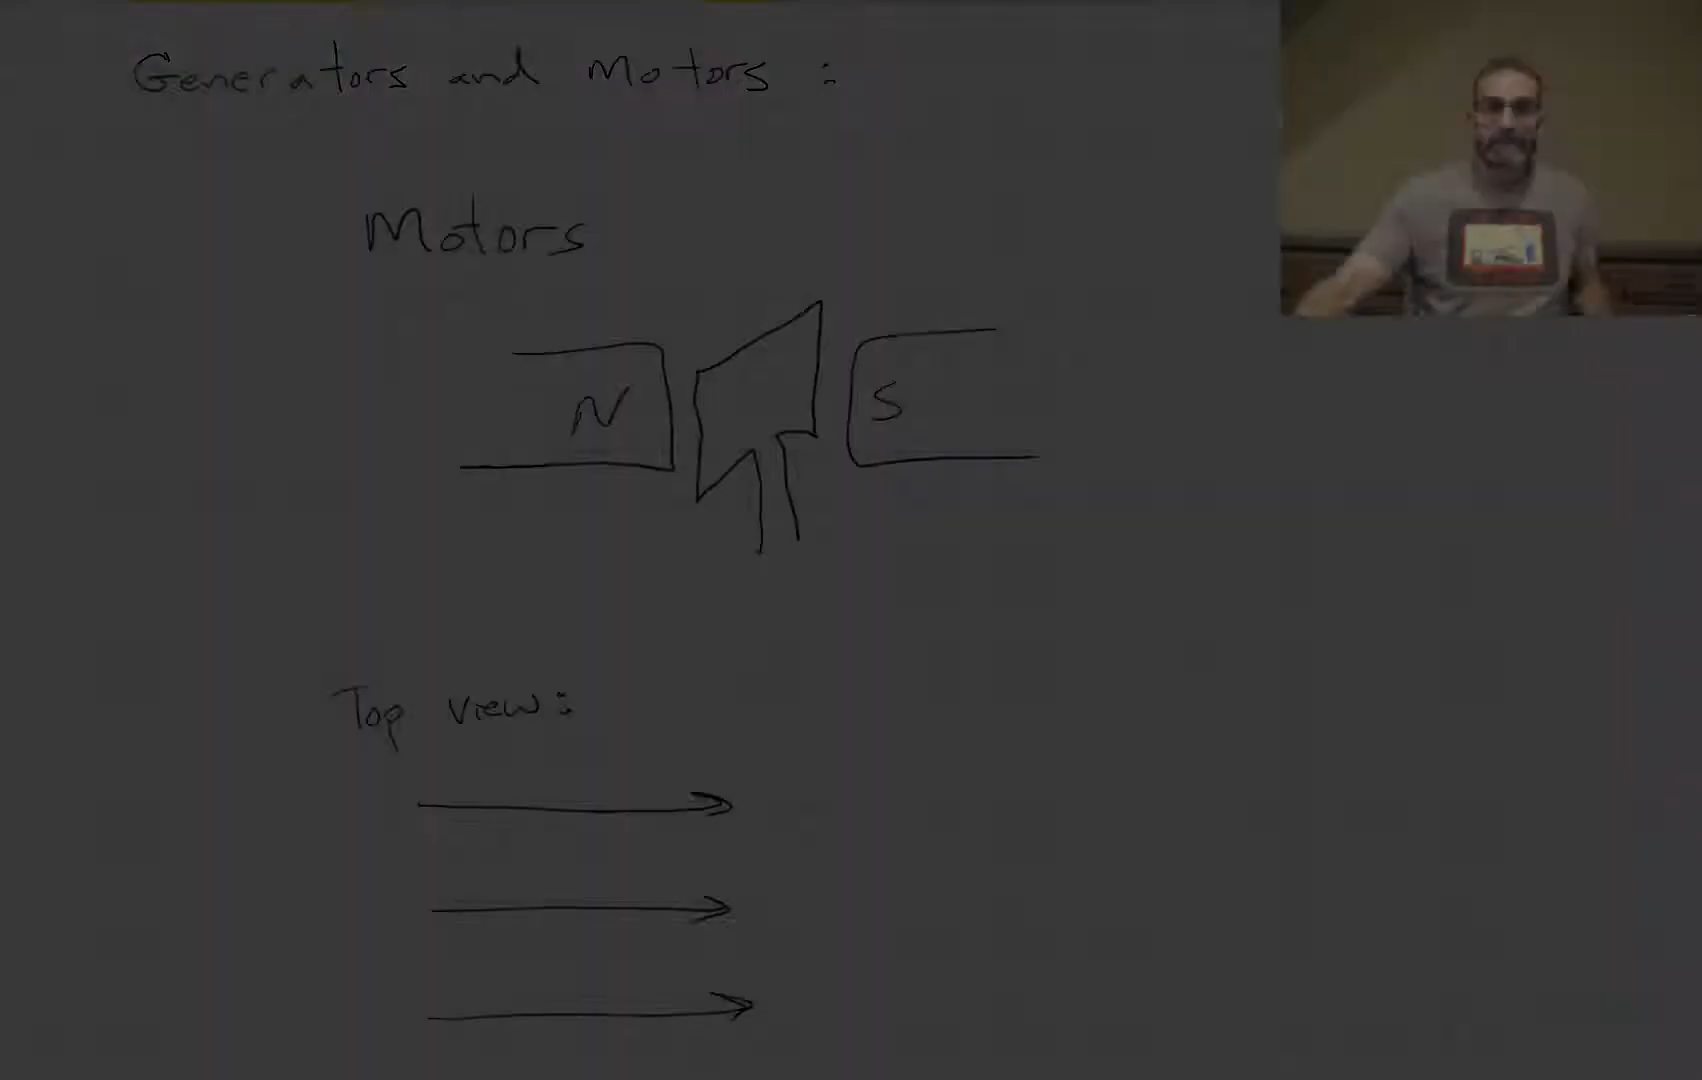 Generators and Motors :
Motors
N
S
Top view: